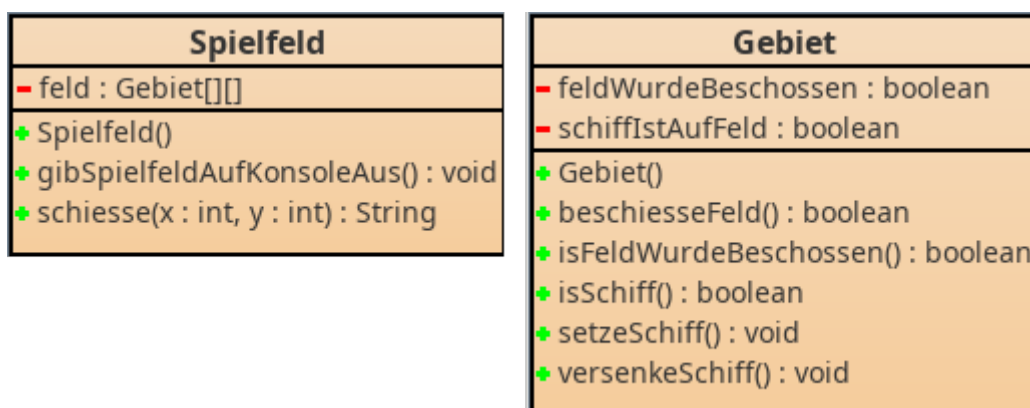 Spielfeld
- feld : Gebiet[][]
+ Spielfeld()
+ gibSpielfeldAufKonsoleAus() : void
+ schiesse(x : int, y : int) : String
Gebiet
- feldWurdeBeschossen : boolean
- schiffIstAufFeld : boolean
+ Gebiet()
+ beschiesseFeld() : boolean
+ isFeldWurdeBeschossen() : boolean
+ isSchiff() : boolean
+ setzeSchiff() : void
+ versenkeSchiff() : void